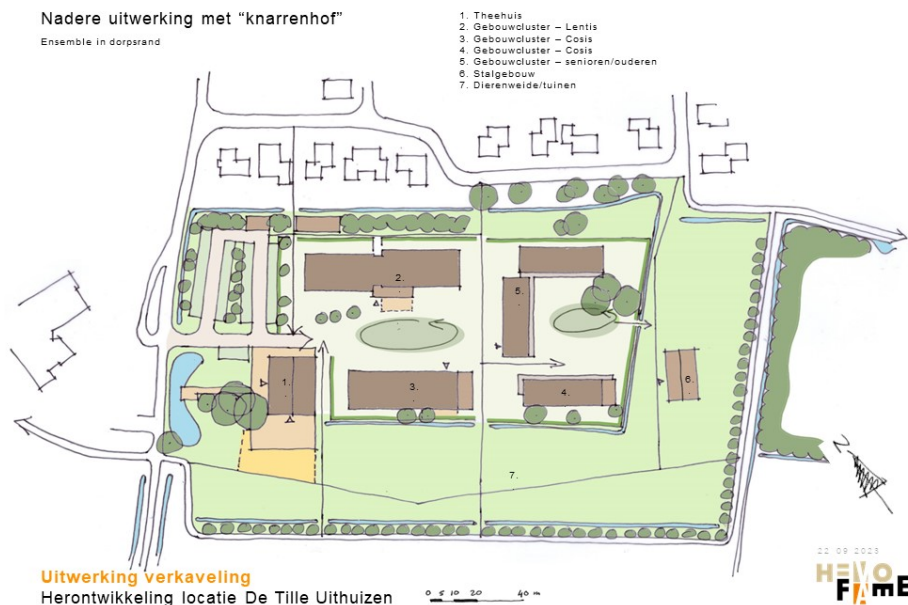 Nadere uitwerking met “knarrenhof”
Ensemble in dorpsrand
1. Theehuis
2. Gebouwcluster – Lentis
3. Gebouwcluster – Cosis
4. Gebouwcluster – Cosis
5. Gebouwcluster – senioren/ouderen
6. Stalgebouw
7. Dierenweide/tuinen
2.
5.
1.
3.
4.
6.
7.
N
Uitwerking verkaveling
Herontwikkeling locatie De Tille Uithuizen
0 5 10 20 40 m
22 09 2023
HEVO
FAME